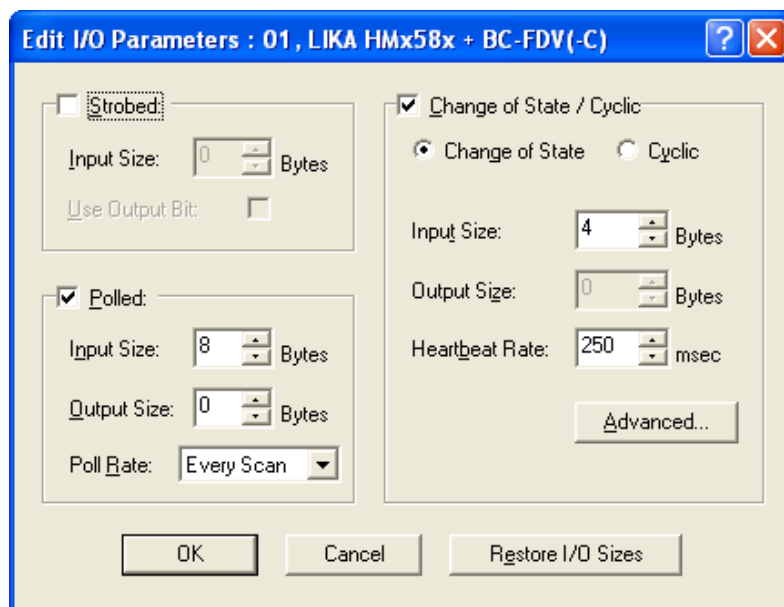 Edit I/O Parameters : 01, LIKA HMx58x + BC-FDV(-C)
Strobed:
Input Size: 0 Bytes
Use Output Bit:
Polled:
Input Size: 8 Bytes
Output Size: 0 Bytes
Poll Rate: Every Scan
Change of State / Cyclic
Change of State Cyclic
Input Size: 4 Bytes
Output Size: 0 Bytes
Heartbeat Rate: 250 msec
Advanced...
OK Cancel Restore I/O Sizes